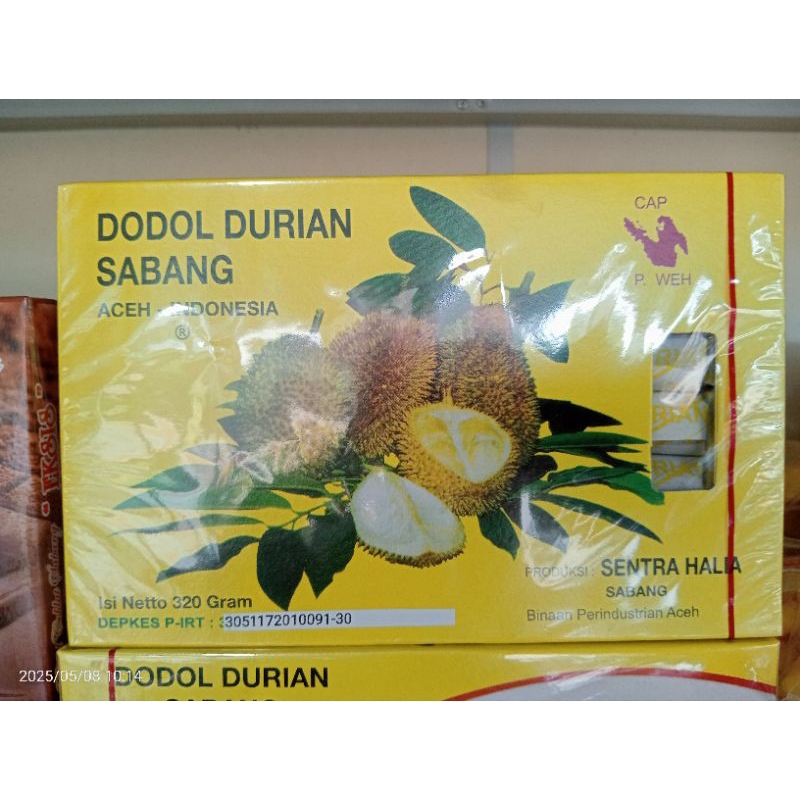 DODOL DURIAN
SABANG
ACEH - INDONESIA
®
CAP
P. WEH
PRODUKSI : SENTRA HALIA
SABANG
Binaan Perindustrian Aceh
Isi Netto 320 Gram
DEPKES P-IRT : 3051172010091-30
2025/05/08 10:14
DODOL DURIAN
SABANG